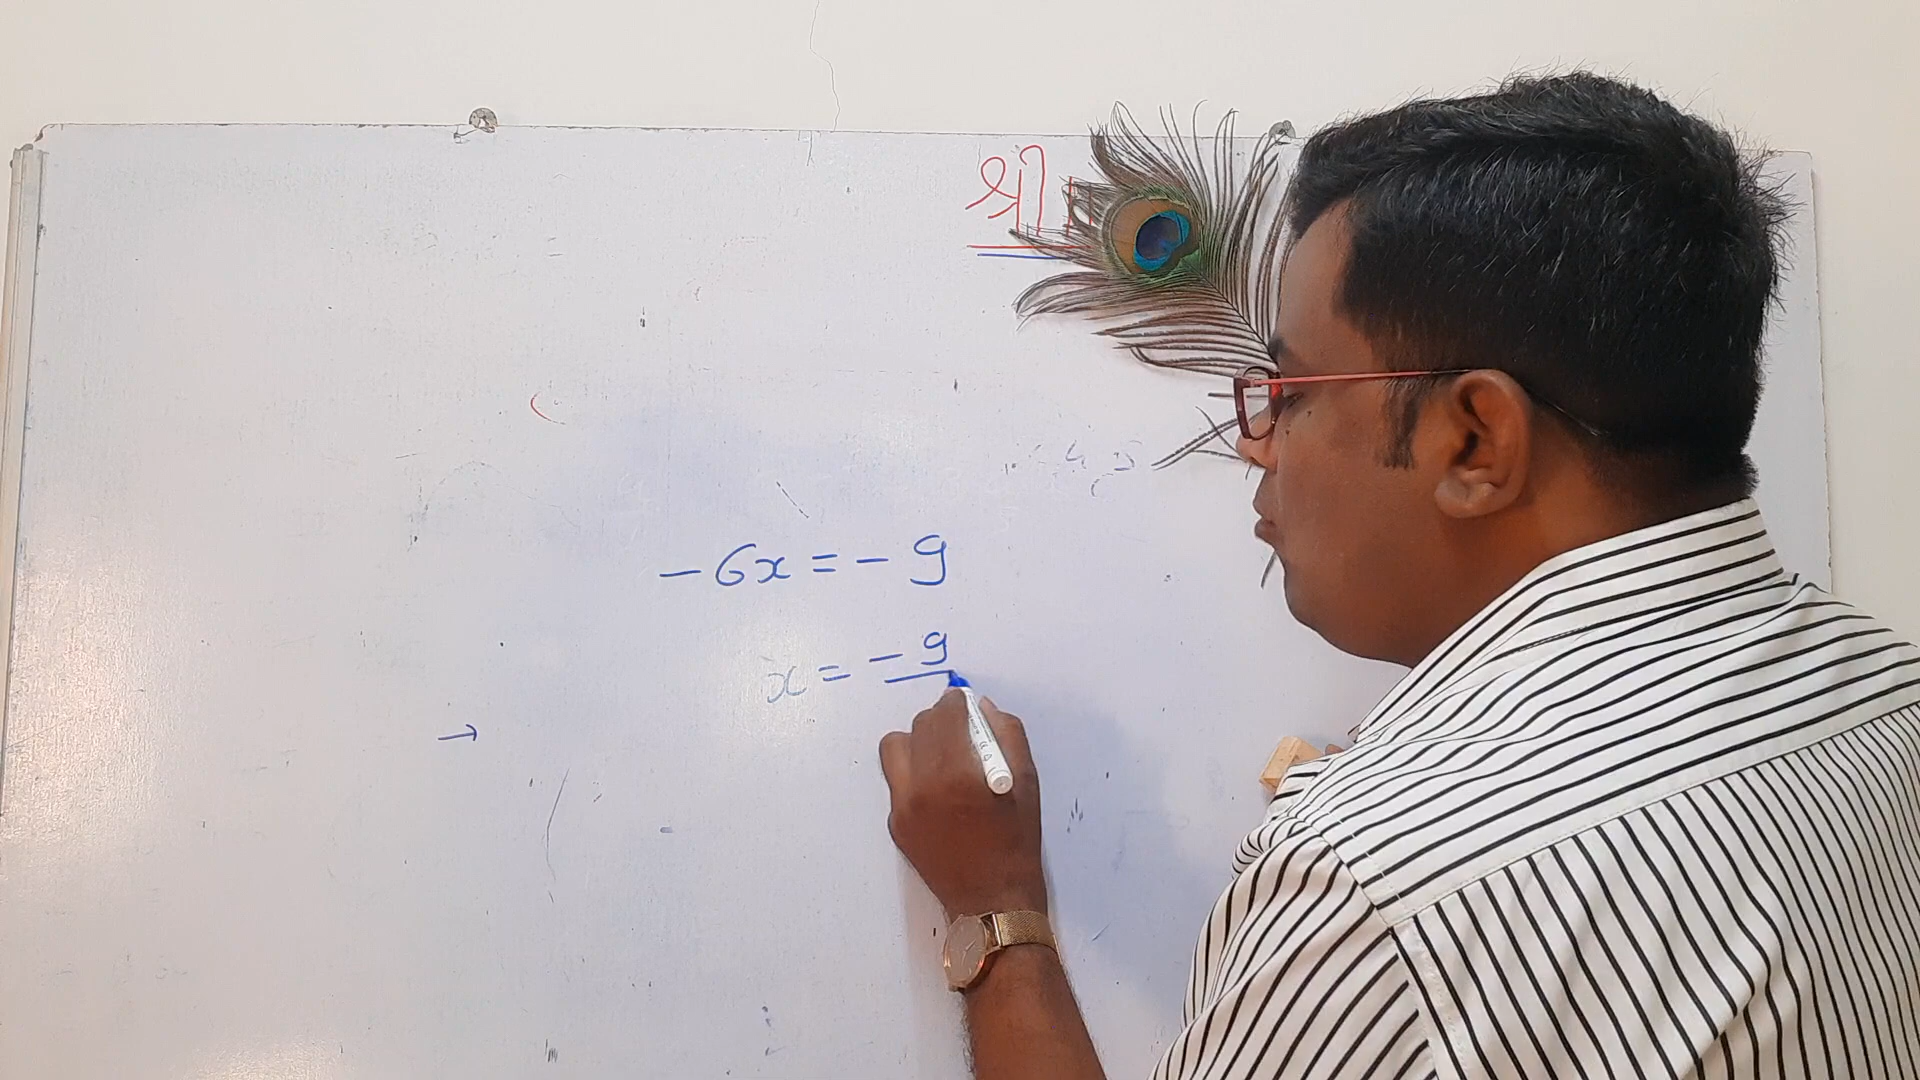 श्री
-6x = -9
x = -9